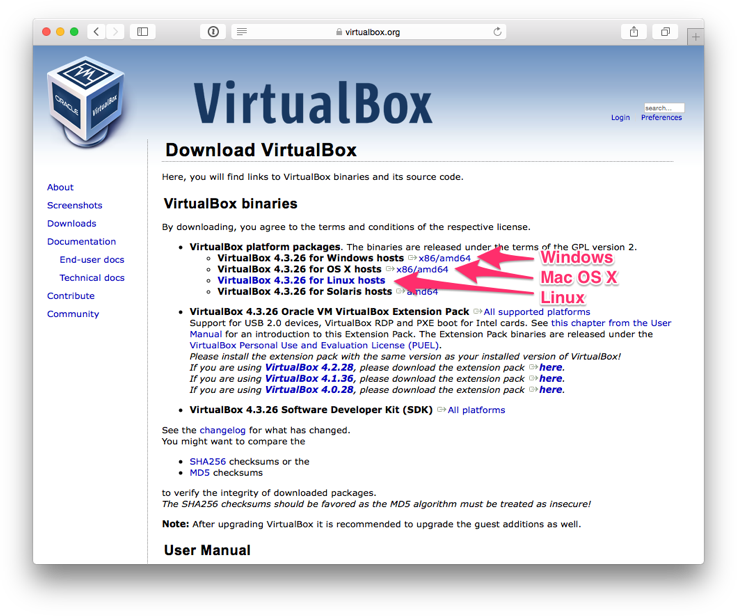 virtualbox.org
ORACLE
VM
VirtualBox
VirtualBox
search...
Login Preferences
Download VirtualBox
Here, you will find links to VirtualBox binaries and its source code.
About
Screenshots
Downloads
Documentation
End-user docs
Technical docs
Contribute
Community
VirtualBox binaries
By downloading, you agree to the terms and conditions of the respective license.
• VirtualBox platform packages. The binaries are released under the terms of the GPL version 2.
VirtualBox 4.3.26 for Windows hosts x86/amd64 Windows
VirtualBox 4.3.26 for OS X hosts x86/amd64 Mac OS X
VirtualBox 4.3.26 for Linux hosts Linux
VirtualBox 4.3.26 for Solaris hosts amd64
• VirtualBox 4.3.26 Oracle VM VirtualBox Extension Pack All supported platforms
Support for USB 2.0 devices, VirtualBox RDP and PXE boot for Intel cards. See this chapter from the User
Manual for an introduction to this Extension Pack. The Extension Pack binaries are released under the
VirtualBox Personal Use and Evaluation License (PUEL).
Please install the extension pack with the same version as your installed version of VirtualBox!
If you are using VirtualBox 4.2.28, please download the extension pack here.
If you are using VirtualBox 4.1.36, please download the extension pack here.
If you are using VirtualBox 4.0.28, please download the extension pack here.
• VirtualBox 4.3.26 Software Developer Kit (SDK) All platforms
See the changelog for what has changed.
You might want to compare the
• SHA256 checksums or the
• MD5 checksums
to verify the integrity of downloaded packages.
The SHA256 checksums should be favored as the MD5 algorithm must be treated as insecure!
Note: After upgrading VirtualBox it is recommended to upgrade the guest additions as well.
User Manual